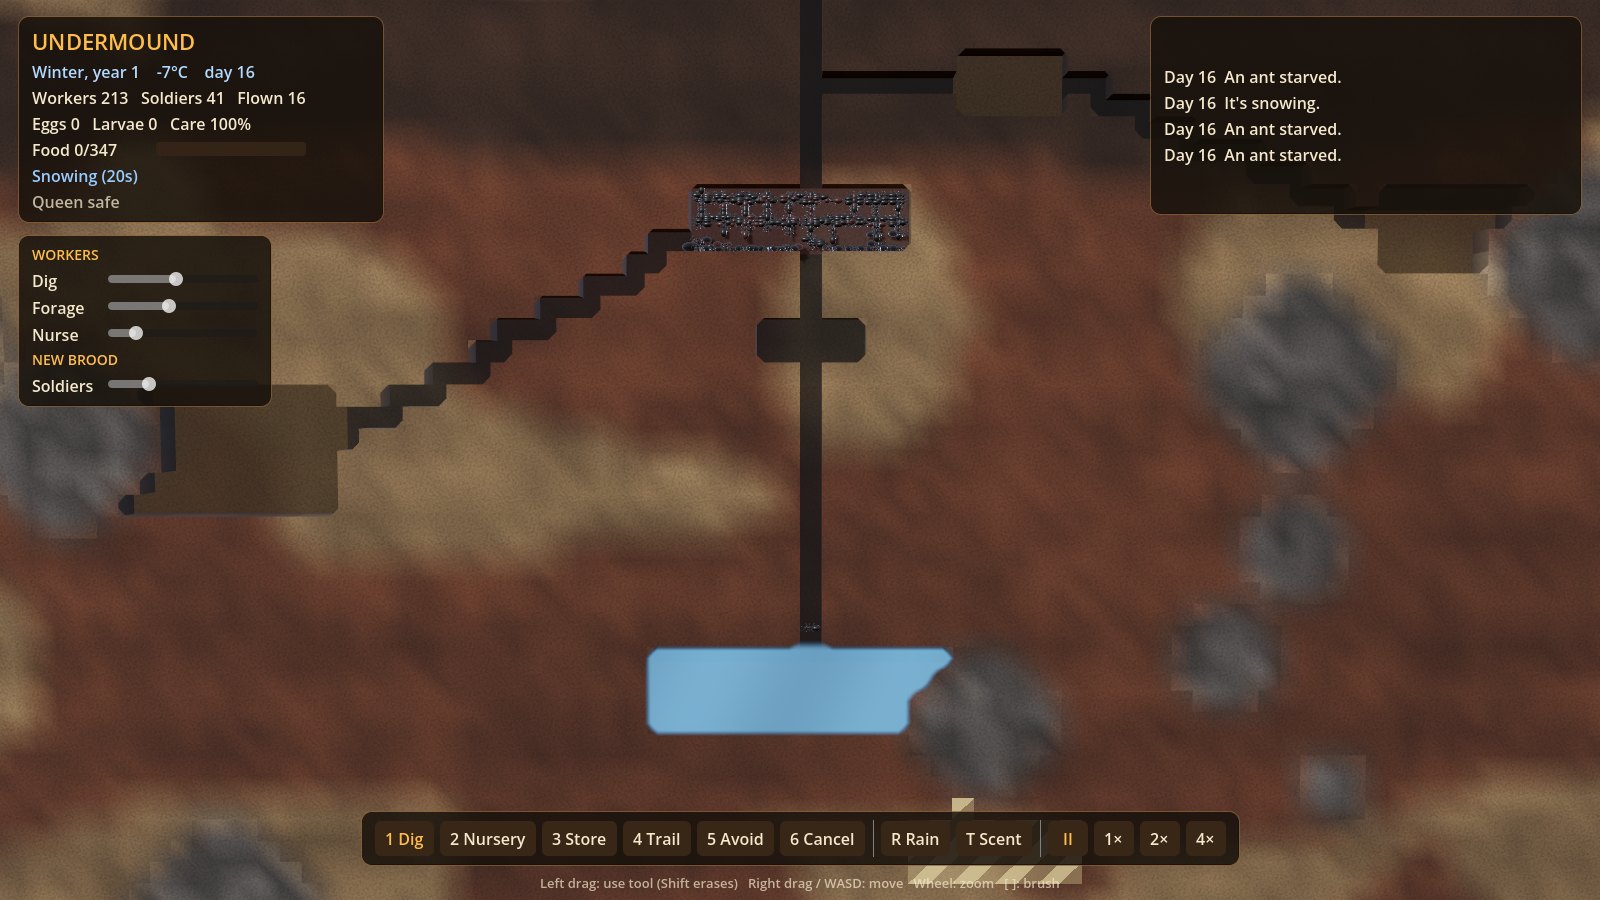 UNDERMOUND
Winter, year 1 -7°C day 16
Workers 213 Soldiers 41 Flown 16
Eggs 0 Larvae 0 Care 100%
Food 0/347
Snowing (20s)
Queen safe
WORKERS
Dig
Forage
Nurse
NEW BROOD
Soldiers
Day 16 An ant starved.
Day 16 It's snowing.
Day 16 An ant starved.
Day 16 An ant starved.
1 Dig 2 Nursery 3 Store 4 Trail 5 Avoid 6 Cancel R Rain T Scent II 1× 2× 4×
Left drag: use tool (Shift erases) Right drag / WASD: move Wheel: zoom [ ]: brush